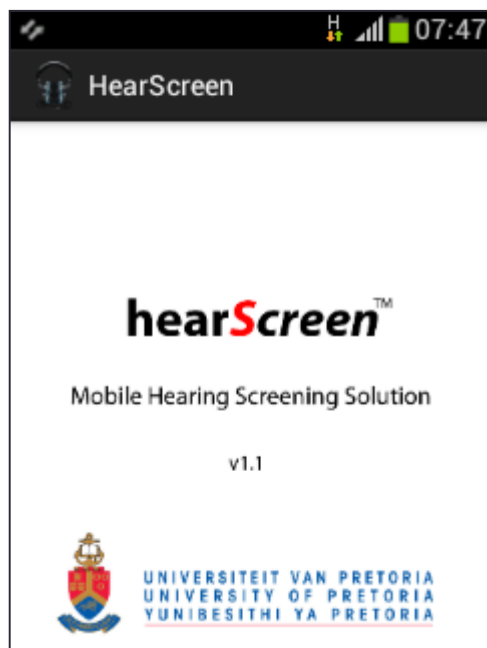 H 07:47
HearScreen
hearScreen™
Mobile Hearing Screening Solution
v1.1
UNIVERSITEIT VAN PRETORIA
UNIVERSITY OF PRETORIA
YUNIBESITHI YA PRETORIA